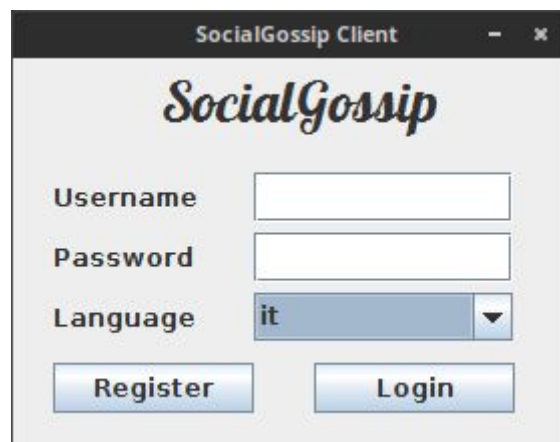 SocialGossip Client
SocialGossip
Username
Password
Language it
Register Login